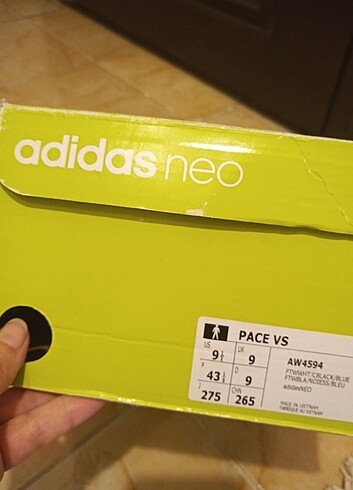 adidas neo
PACE VS
US 9½ UK 9
F 43⅓ D 9
J 275 CHN 265
AW4594
FTWWHT/CBLACK/BLUE
FTWBLA/NOIESS/BLEU
adidasNEO
MADE IN VIETNAM
FABRIQUE AU VIETNAM